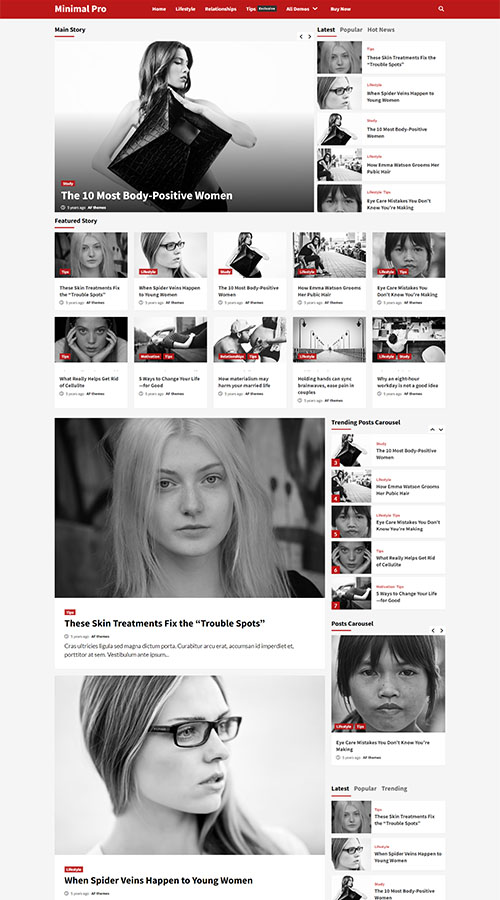 Minimal Pro
Home Lifestyle Relationships Tips Exclusive All Demos Buy Now
Main Story
Study
The 10 Most Body-Positive Women
5 years ago AF themes
Latest Popular Hot News
Tips
These Skin Treatments Fix the
“Trouble Spots”
Lifestyle
When Spider Veins Happen to
Young Women
Study
The 10 Most Body-Positive
Women
Lifestyle
How Emma Watson Grooms Her
Pubic Hair
Lifestyle Tips
Eye Care Mistakes You Don't
Know You're Making
Featured Story
Tips
These Skin Treatments Fix
the “Trouble Spots”
5 years ago AF themes
Lifestyle
When Spider Veins Happen
to Young Women
5 years ago AF themes
Study
The 10 Most Body-Positive
Women
5 years ago AF themes
Lifestyle
How Emma Watson Grooms
Her Pubic Hair
5 years ago AF themes
Lifestyle Tips
Eye Care Mistakes You
Don't Know You're Making
5 years ago AF themes
Tips
What Really Helps Get Rid
of Cellulite
5 years ago AF themes
Motivation Tips
5 Ways to Change Your Life
—for Good
5 years ago AF themes
Relationships Tips
How materialism may
harm your married life
5 years ago AF themes
Lifestyle
Holding hands can sync
brainwaves, ease pain in
couples
5 years ago AF themes
Lifestyle Study
Why an eight-hour
workday is not a good idea
5 years ago AF themes
Tips
These Skin Treatments Fix the “Trouble Spots”
5 years ago AF themes
Cras ultricies ligula sed magna dictum porta. Curabitur arcu erat, accumsan id imperdiet et,
porttitor at sem. Vestibulum ante ipsum...
Lifestyle
When Spider Veins Happen to Young Women
5 years ago AF themes
Trending Posts Carousel
3
Study
The 10 Most Body-Positive
Women
4
Lifestyle
How Emma Watson Grooms
Her Pubic Hair
5
Lifestyle Tips
Eye Care Mistakes You Don't
Know You're Making
6
Tips
What Really Helps Get Rid
of Cellulite
7
Motivation Tips
5 Ways to Change Your Life
—for Good
Posts Carousel
Lifestyle Tips
Eye Care Mistakes You Don't Know You're
Making
5 years ago AF themes
Latest Popular Trending
Tips
These Skin Treatments Fix
the “Trouble Spots”
Lifestyle
When Spider Veins Happen to
Young Women
Study
The 10 Most Body-Positive
Women